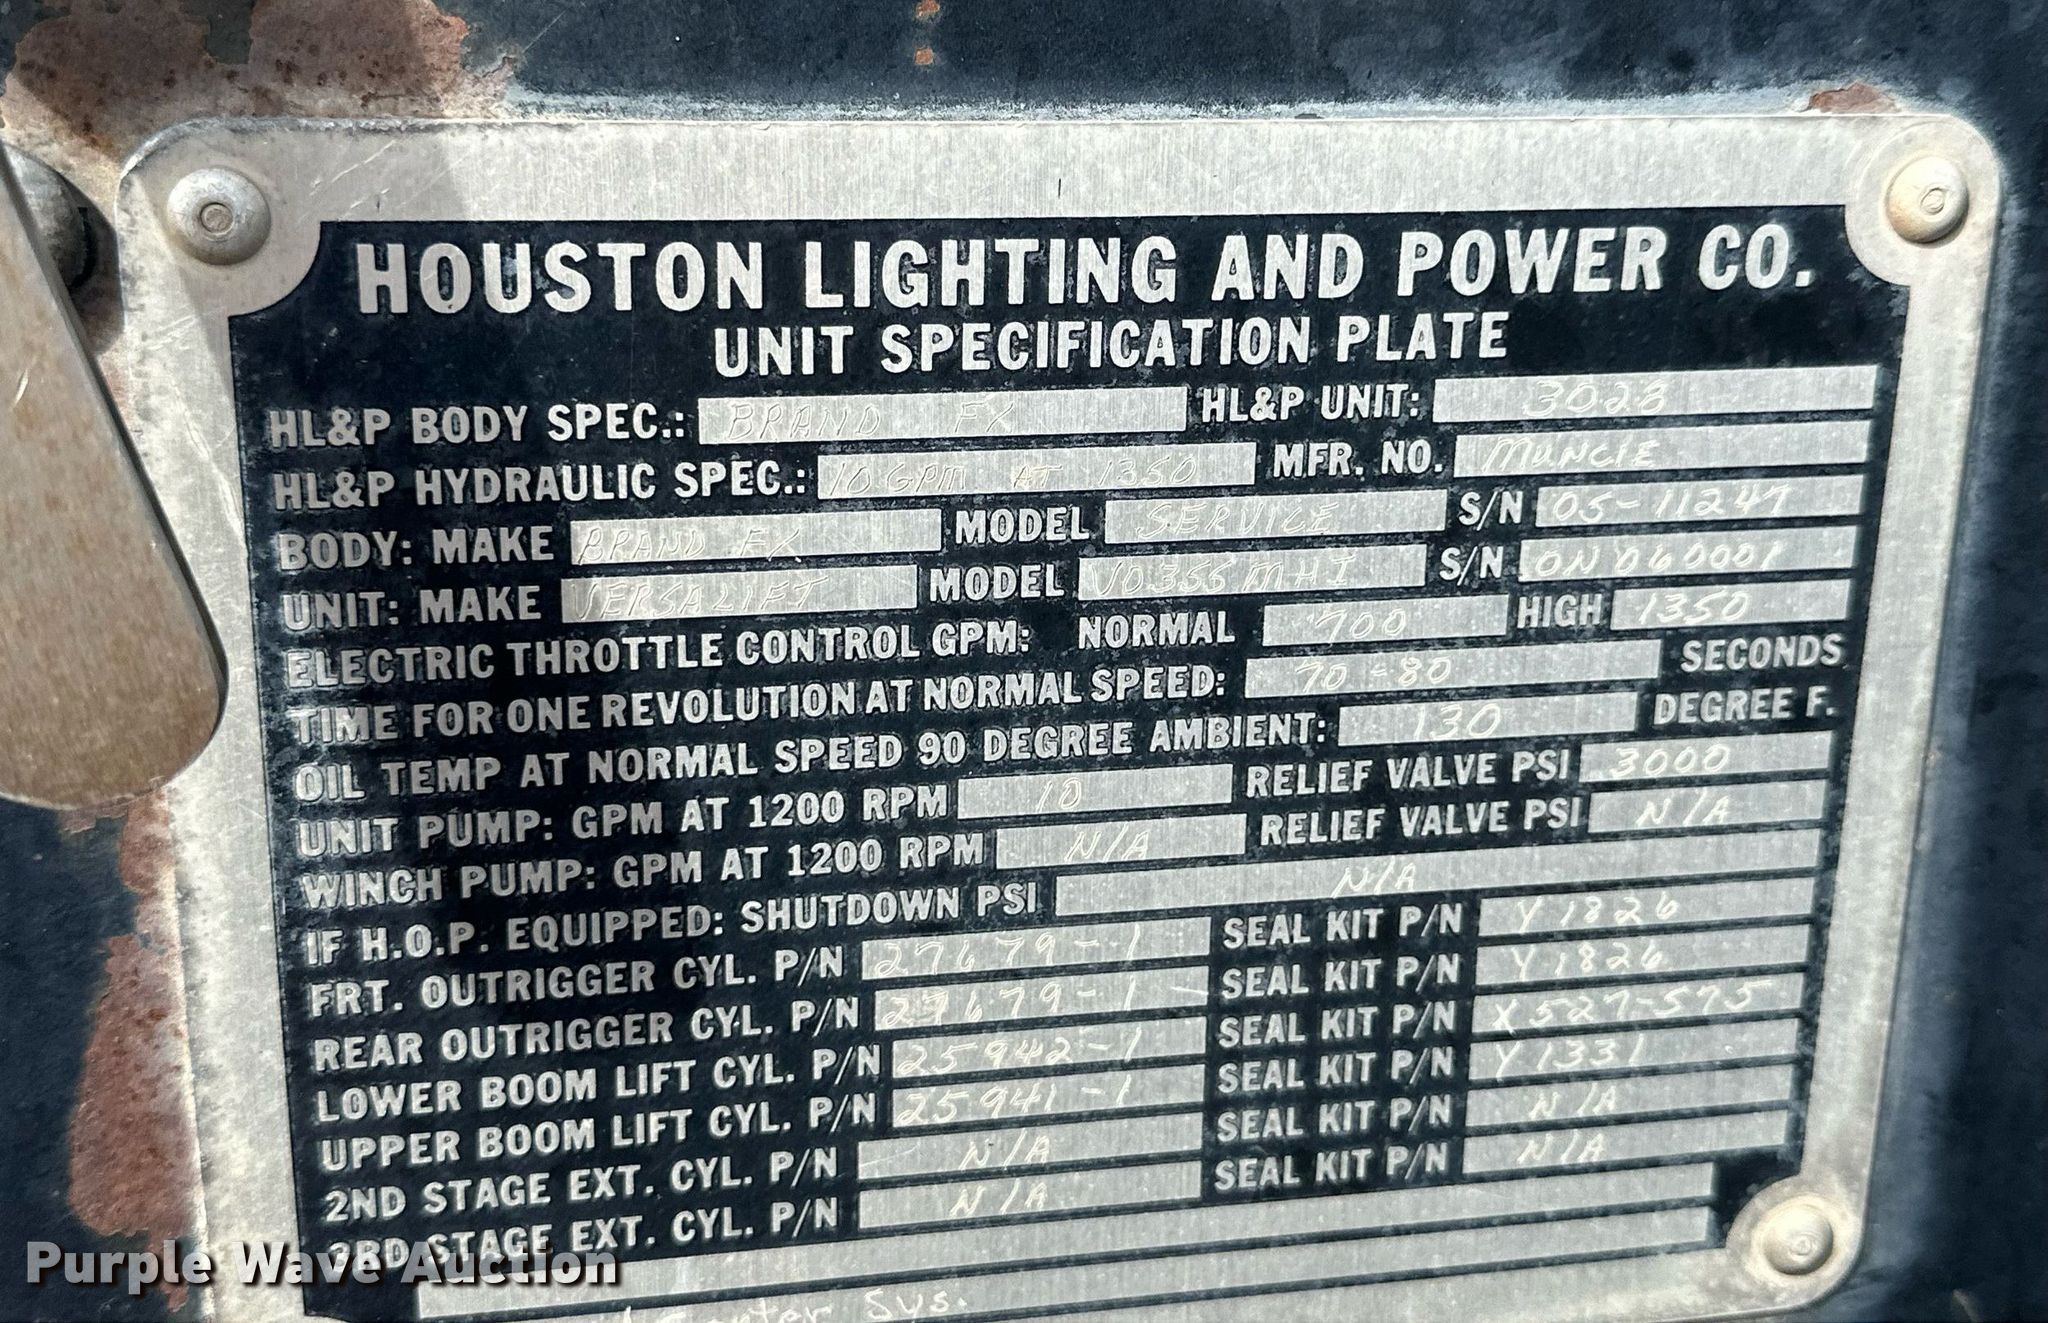 HOUSTON LIGHTING AND POWER CO.
UNIT SPECIFICATION PLATE
HL&P BODY SPEC.: BRAND FX HL&P UNIT: 3028
HL&P HYDRAULIC SPEC.: 10 GPM AT 1350 MFR. NO. MUNCIE
BODY: MAKE BRAND FX MODEL SERVICE S/N 05-11247
UNIT: MAKE VERSALIFT MODEL VO355MHI S/N ON060001
ELECTRIC THROTTLE CONTROL GPM: NORMAL 700 HIGH 1350
TIME FOR ONE REVOLUTION AT NORMAL SPEED: 70-80 SECONDS
OIL TEMP AT NORMAL SPEED 90 DEGREE AMBIENT: 130 DEGREE F.
UNIT PUMP: GPM AT 1200 RPM 10 RELIEF VALVE PSI 3000
WINCH PUMP: GPM AT 1200 RPM N/A RELIEF VALVE PSI N/A
IF H.O.P. EQUIPPED: SHUTDOWN PSI N/A
FRT. OUTRIGGER CYL. P/N 27679-1 SEAL KIT P/N Y1826
REAR OUTRIGGER CYL. P/N 27679-1 SEAL KIT P/N Y1826
LOWER BOOM LIFT CYL. P/N 25942-1 SEAL KIT P/N X527-575
UPPER BOOM LIFT CYL. P/N 25941-1 SEAL KIT P/N Y1331
2ND STAGE EXT. CYL. P/N N/A SEAL KIT P/N N/A
3RD STAGE EXT. CYL. P/N N/A SEAL KIT P/N N/A
Sys.
Purple Wave Auction